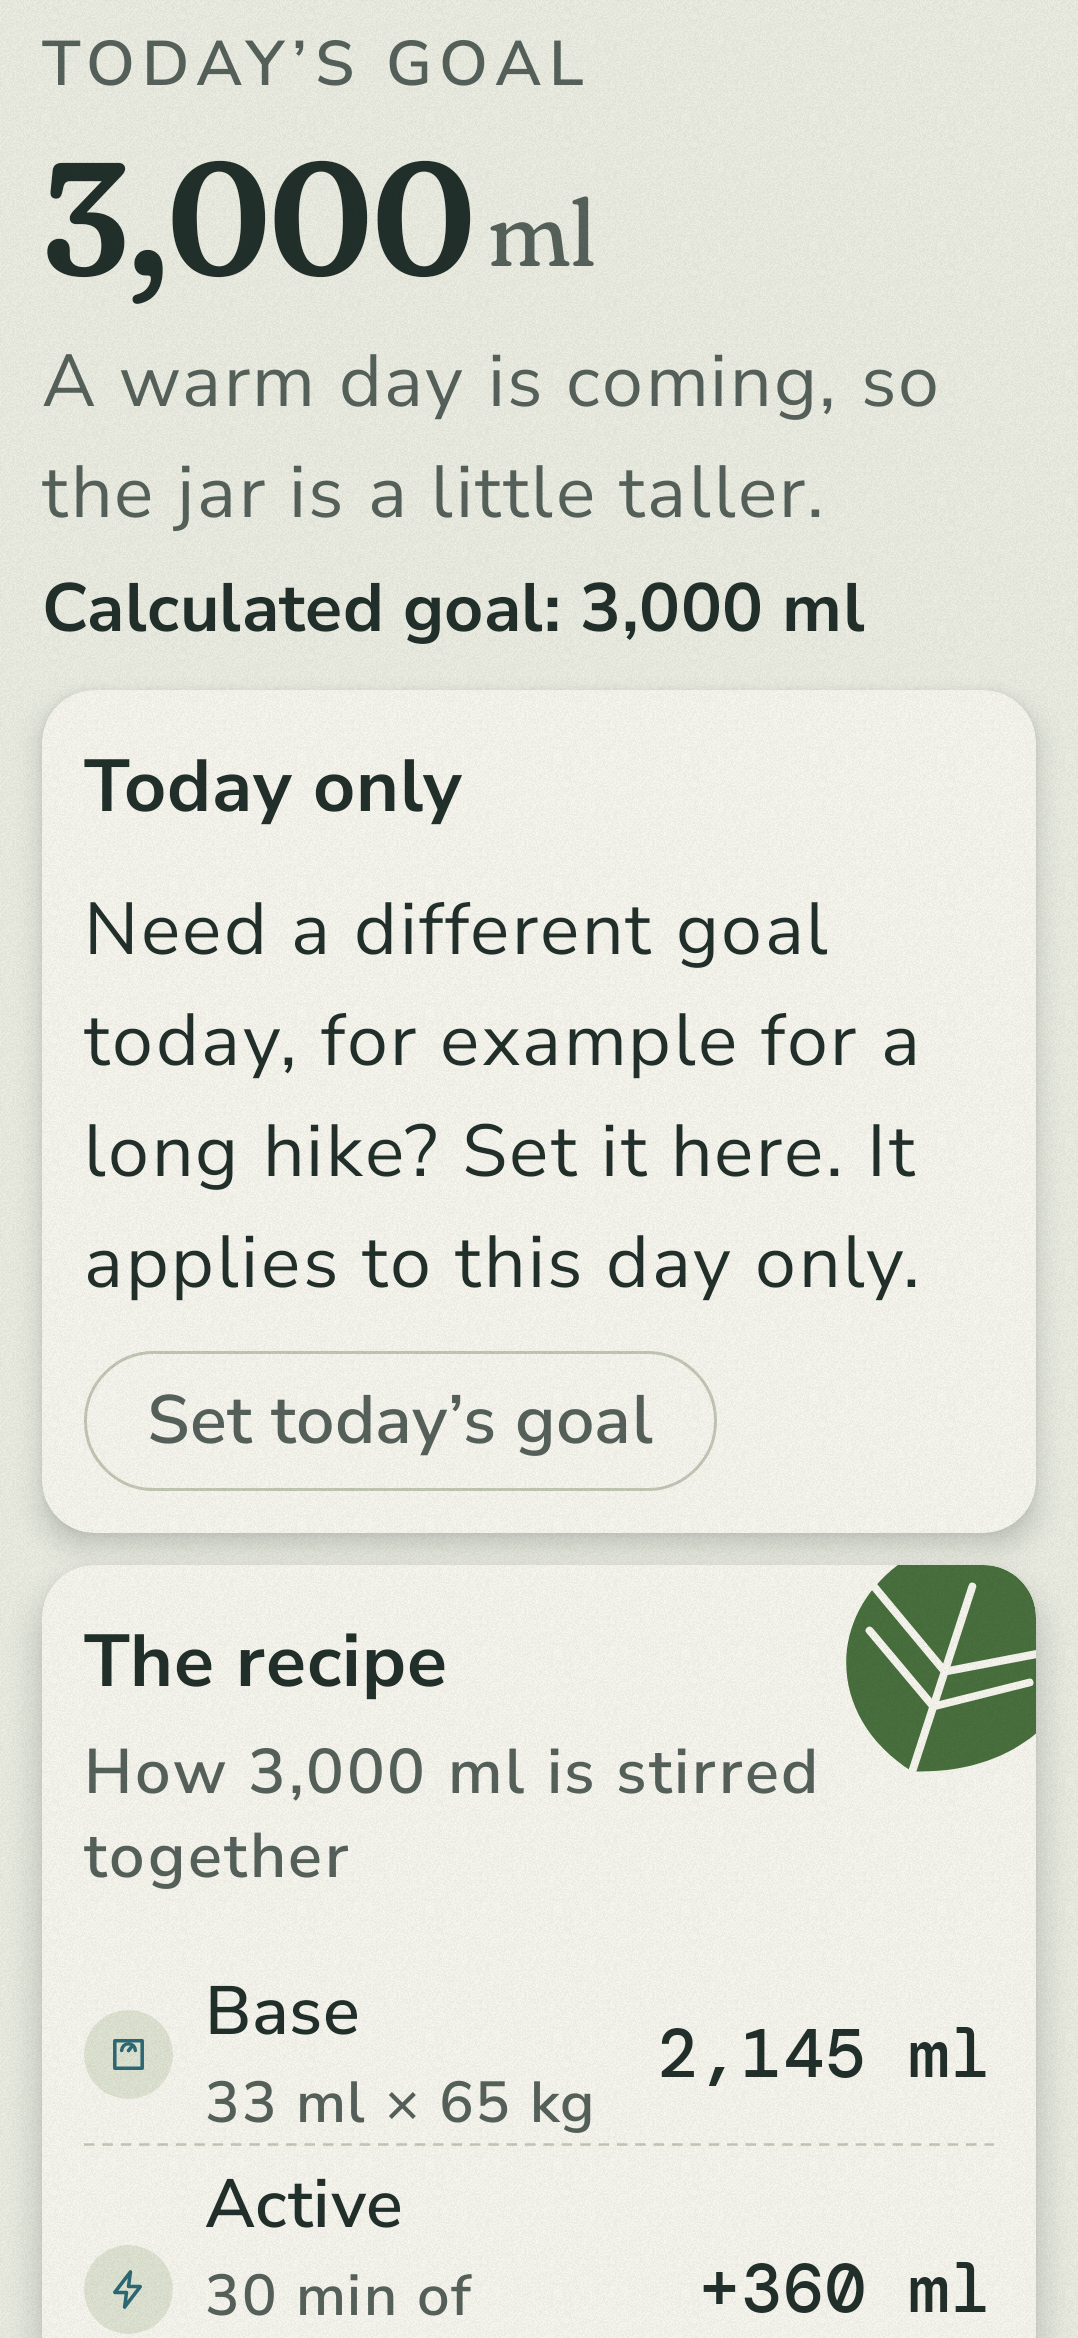 TODAY’S GOAL
3,000 ml
A warm day is coming, so
the jar is a little taller.
Calculated goal: 3,000 ml
Today only
Need a different goal
today, for example for a
long hike? Set it here. It
applies to this day only.
Set today’s goal
The recipe
How 3,000 ml is stirred
together
Base
33 ml × 65 kg
2,145 ml
Active
30 min of
+360 ml